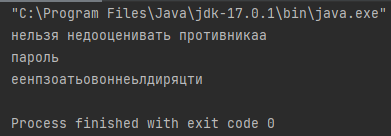 "C:\Program Files\Java\jdk-17.0.1\bin\java.exe"
нельзя недооценивать противникаа
пароль
еенпзоатьовоннеьлдиряцти
Process finished with exit code 0